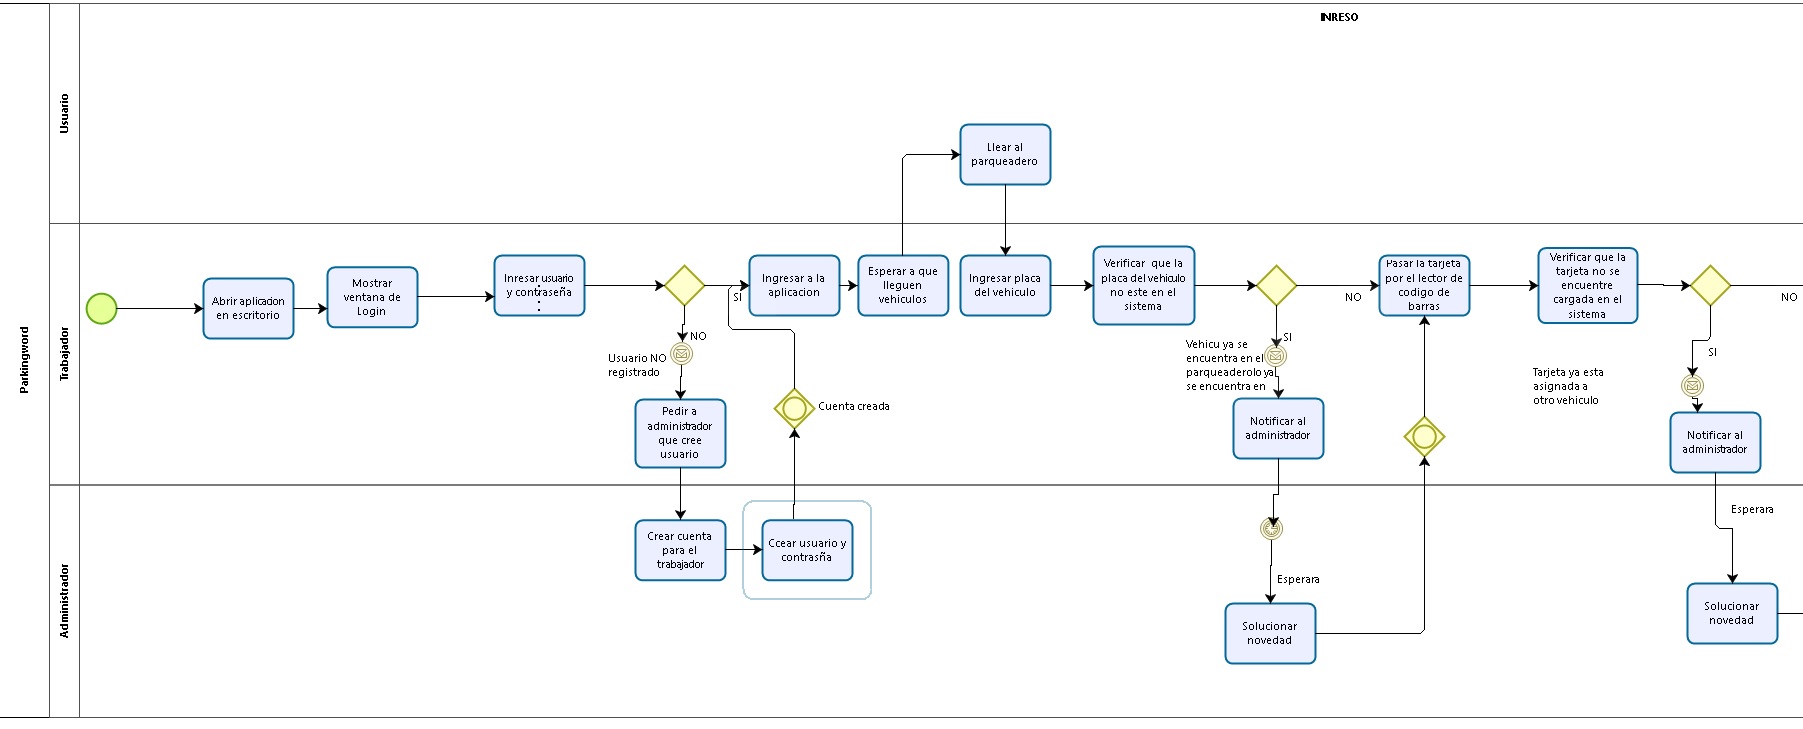 INRESO
Parkingword
Usuario
Llear al
parqueadero
Trabajador
Abrir aplicacion
en escritorio
Mostrar
ventana de
Login
Inresar usuario
y contraseña
SI
NO
Usuario NO
registrado
Pedir a
administrador
que cree
usuario
Ingresar a la
aplicacion
Cuenta creada
Esperar a que
lleguen
vehiculos
Ingresar placa
del vehiculo
Verificar que la
placa del vehiculo
no este en el
sistema
NO
SI
Vehicu ya se
encuentra en el
parqueaderolo ya
se encuentra en
Notificar al
administrador
Pasar la tarjeta
por el lector de
codigo de
barras
Verificar que la
tarjeta no se
encuentre
cargada en el
sistema
NO
SI
Tarjeta ya esta
asignada a
otro vehiculo
Notificar al
administrador
Administrador
Crear cuenta
para el
trabajador
Ccear usuario y
contrasña
Esperara
Solucionar
novedad
Esperara
Solucionar
novedad